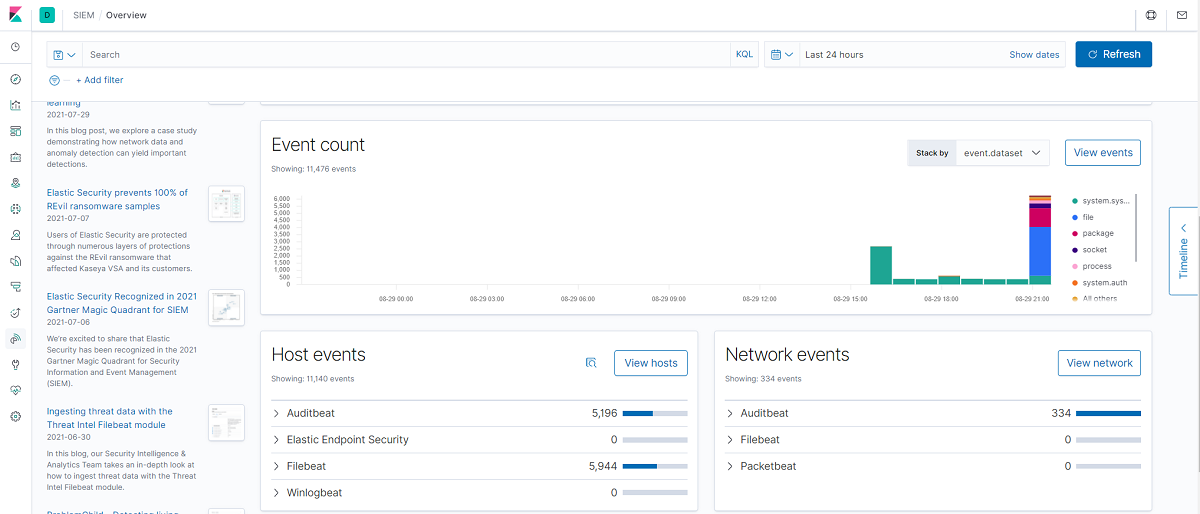 D SIEM / Overview
Search KQL Last 24 hours Show dates Refresh
+ Add filter
learning
2021-07-29
In this blog post, we explore a case study
demonstrating how network data and
anomaly detection can yield important
detections.
Elastic Security prevents 100% of
REvil ransomware samples
2021-07-07
Users of Elastic Security are protected
through numerous layers of protections
against the REvil ransomware that
affected Kaseya VSA and its customers.
Elastic Security Recognized in 2021
Gartner Magic Quadrant for SIEM
2021-07-06
We're excited to share that Elastic
Security has been recognized in the 2021
Gartner Magic Quadrant for Security
Information and Event Management
(SIEM).
Ingesting threat data with the
Threat Intel Filebeat module
2021-06-30
In this blog, our Security Intelligence &
Analytics Team takes an in-depth look at
how to ingest threat data with the Threat
Intel Filebeat module.
ProblemChild - Detecting living
Event count
Showing: 11,476 events
Stack by event.dataset View events
6,000
5,500
5,000
4,500
4,000
3,500
3,000
2,500
2,000
1,500
1,000
500
0
08-29 00:00 08-29 03:00 08-29 06:00 08-29 09:00 08-29 12:00 08-29 15:00 08-29 18:00 08-29 21:00
system.sys...
file
package
socket
process
system.auth
All others
Timeline
Host events
View hosts
Showing: 11,140 events
Auditbeat 5,196
Elastic Endpoint Security 0
Filebeat 5,944
Winlogbeat 0
Network events
View network
Showing: 334 events
Auditbeat 334
Filebeat 0
Packetbeat 0